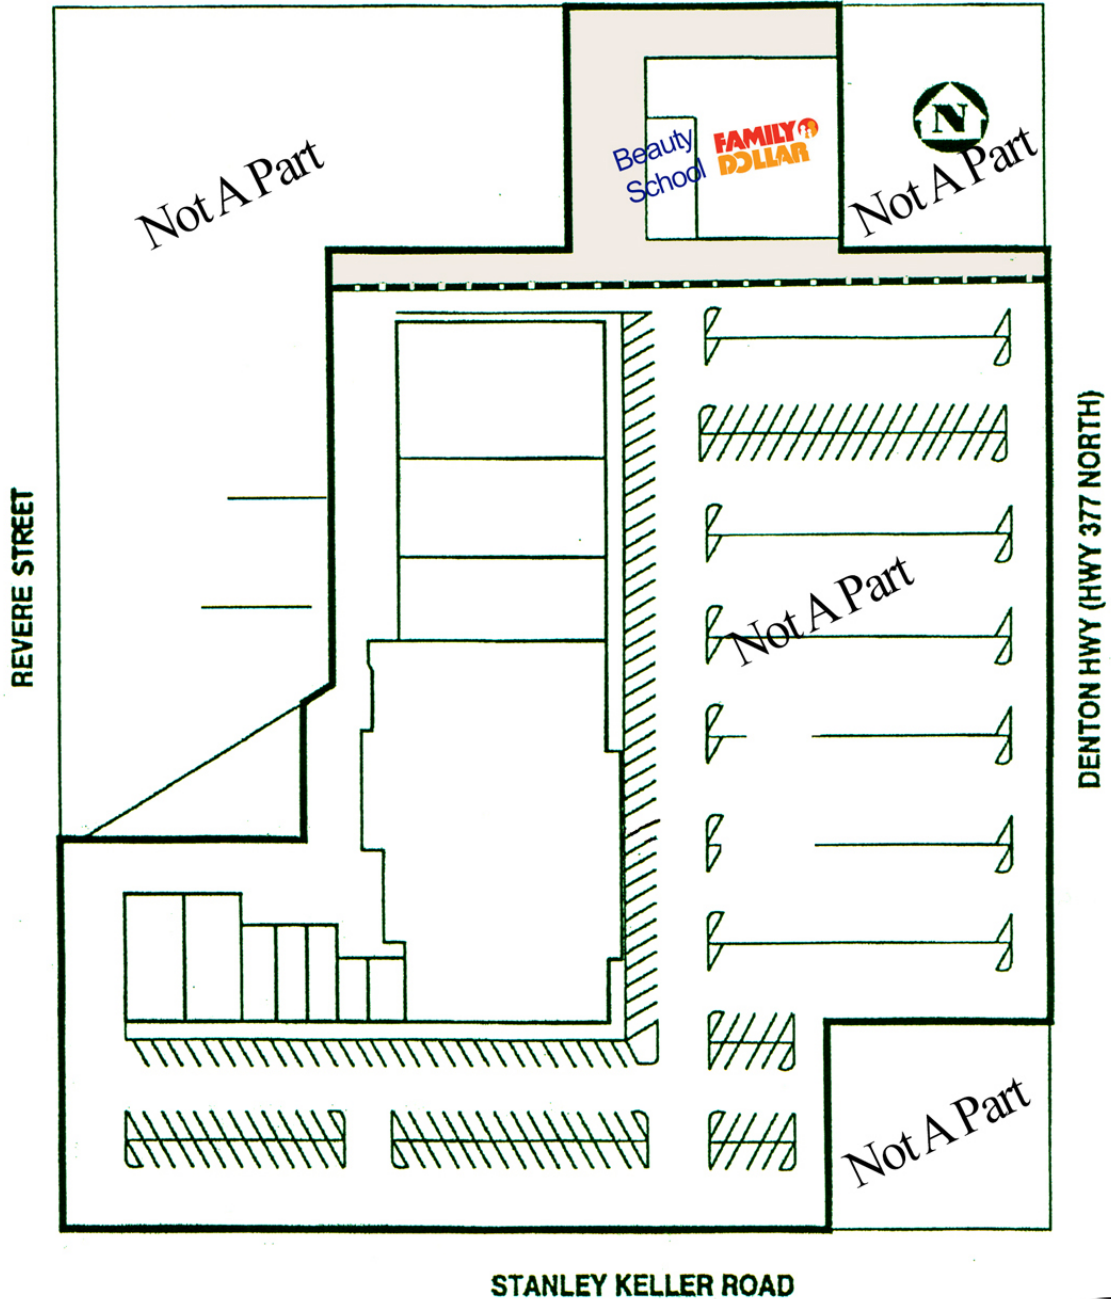 Not A Part
Beauty
School
FAMILY
DOLLAR
N
Not A Part
REVERE STREET
Not A Part
DENTON HWY (HWY 377 NORTH)
Not A Part
STANLEY KELLER ROAD